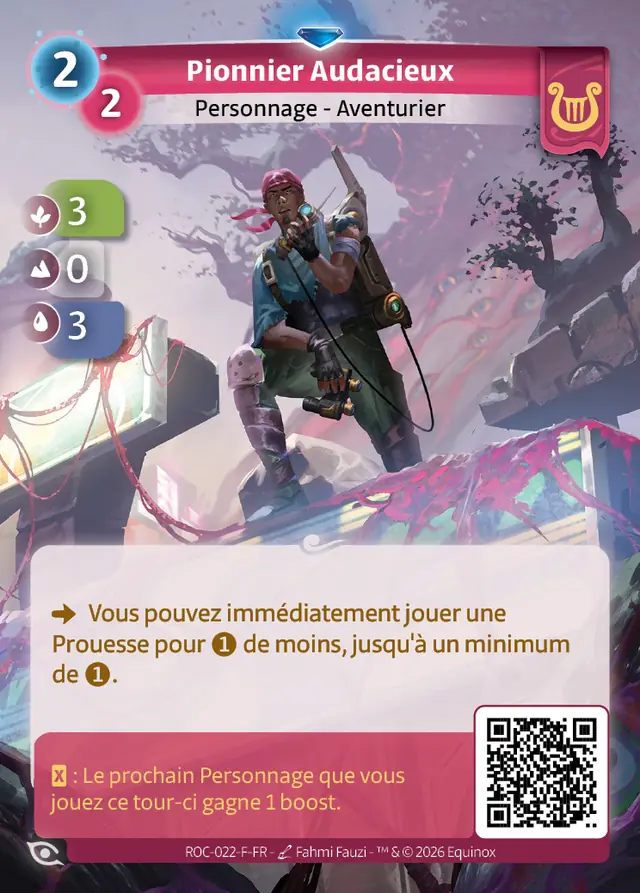 2
2
Pionnier Audacieux
Personnage - Aventurier
3
0
3
Vous pouvez immédiatement jouer une
Prouesse pour 1 de moins, jusqu'à un minimum
de 1.
X : Le prochain Personnage que vous
jouez ce tour-ci gagne 1 boost.
ROC-022-F-FR - Fahmi Fauzi - ™ & © 2026 Equinox